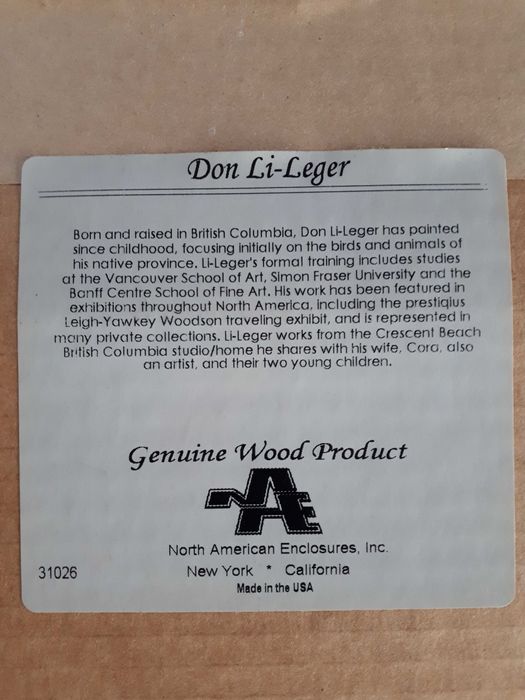 Don Li-Leger
Born and raised in British Columbia, Don Li-Leger has painted
since childhood, focusing initially on the birds and animals of
his native province. Li-Leger's formal training includes studies
at the Vancouver School of Art, Simon Fraser University and the
Banff Centre School of Fine Art. His work has been featured in
exhibitions throughout North America, including the prestigius
Leigh-Yawkey Woodson traveling exhibit, and is represented in
many private collections. Li-Leger works from the Crescent Beach
British Columbia studio/home he shares with his wife, Cora, also
an artist, and their two young children.
Genuine Wood Product
NAE
North American Enclosures, Inc.
31026 New York * California
Made in the USA